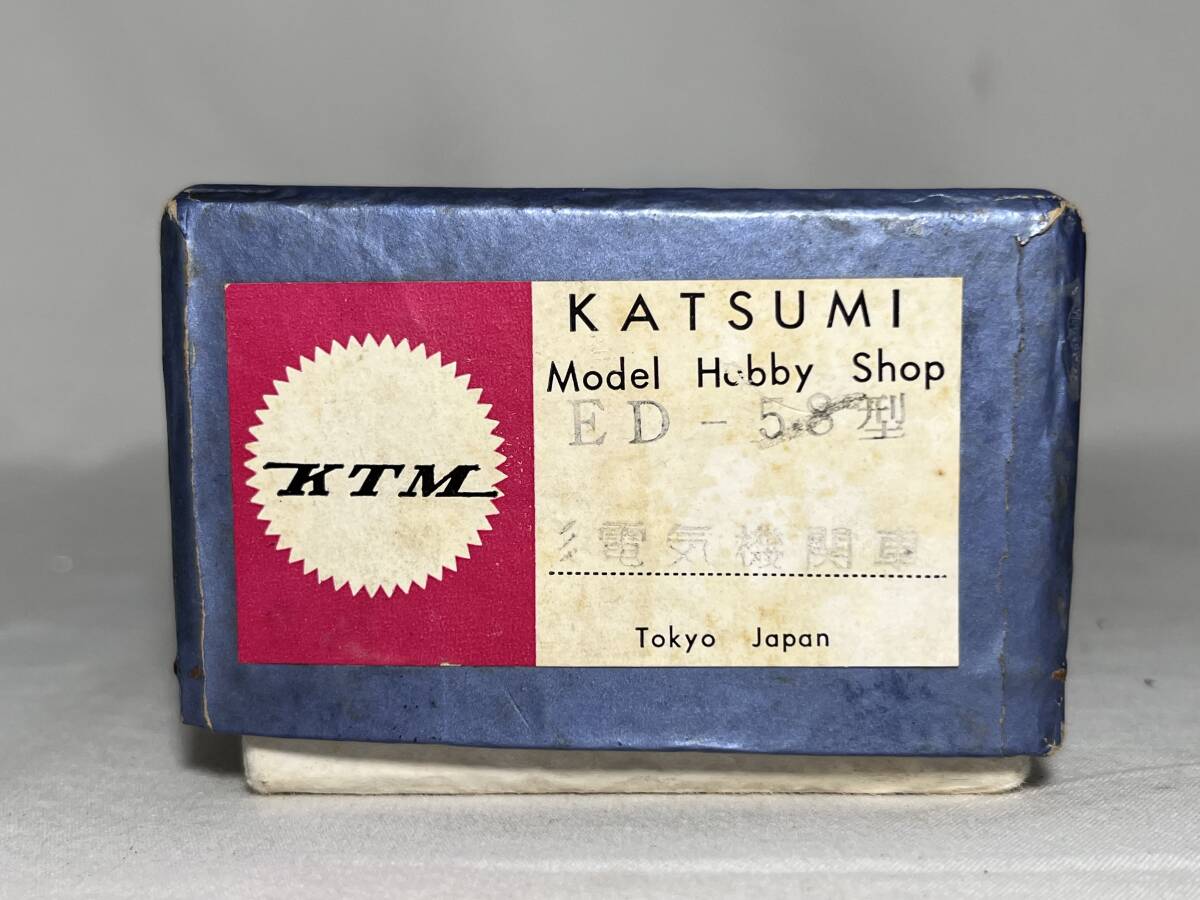 KTM
KATSUMI
Model Hobby Shop
ED-58型
電気機関車
Tokyo Japan